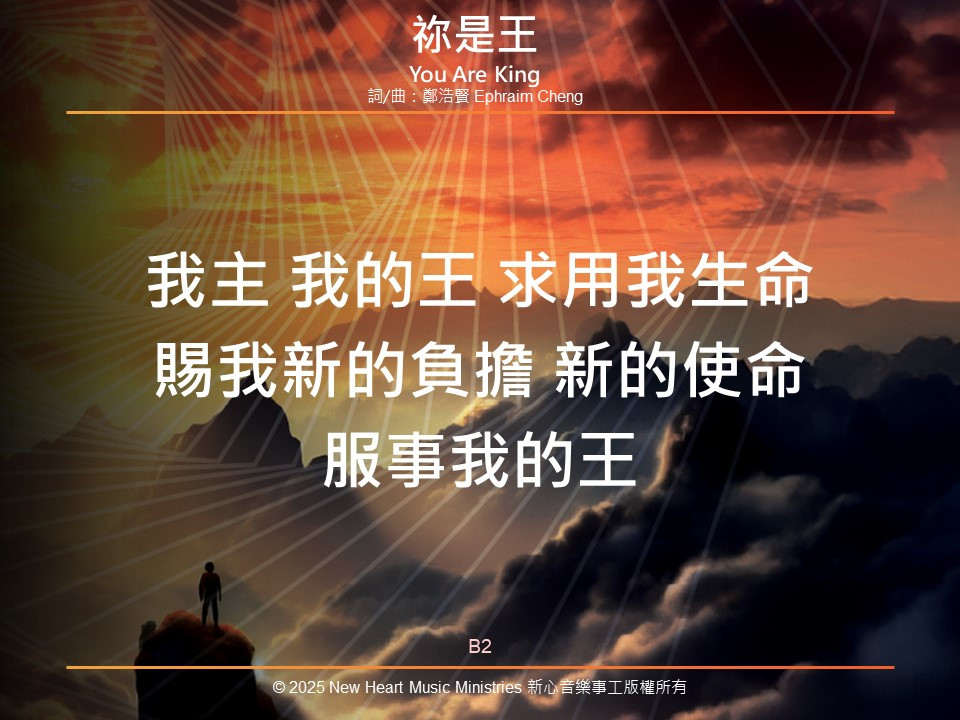 祢是王
You Are King
詞/曲：鄭浩賢 Ephraim Cheng
我主 我的王 求用我生命
賜我新的負擔 新的使命
服事我的王
B2
© 2025 New Heart Music Ministries 新心音樂事工版權所有